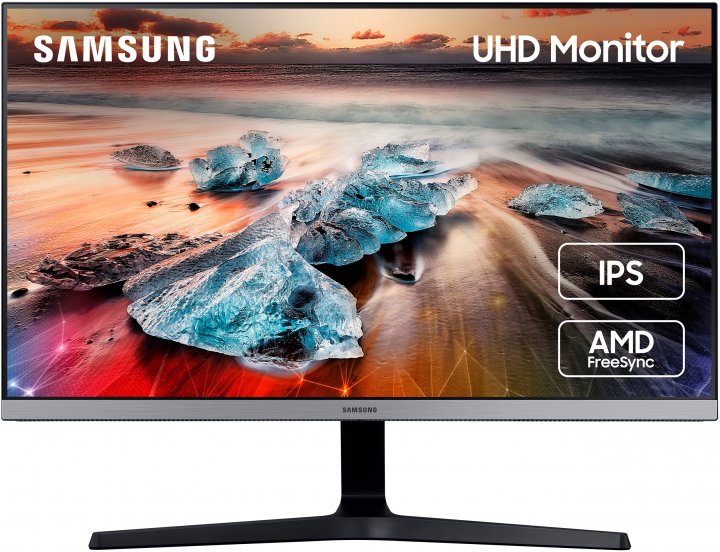 SAMSUNG
UHD Monitor
IPS
AMD
FreeSync
SAMSUNG